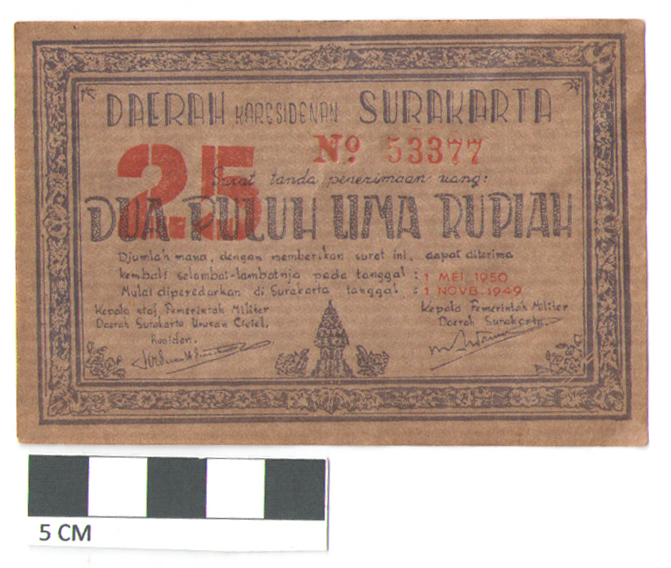 DAERAH KARESIDENAN SURAKARTA
25
No 53377
Surat tanda penerimaan uang:
DUA PULUH LIMA RUPIAH
Djumlah mana, dengan memberikan surat ini, dapat diterima
kembali selambat-lambatnja pada tanggal : 1 MEI 1950
Mulai diperedarkan di Surakarta tanggal : 1 NOVB. 1949
Kepala staf Pemerintah Militer
Daerah Surakarta Urusan Civiel,
Residen.
Kepala Pemerintah Militer
Daerah Surakarta
5 CM